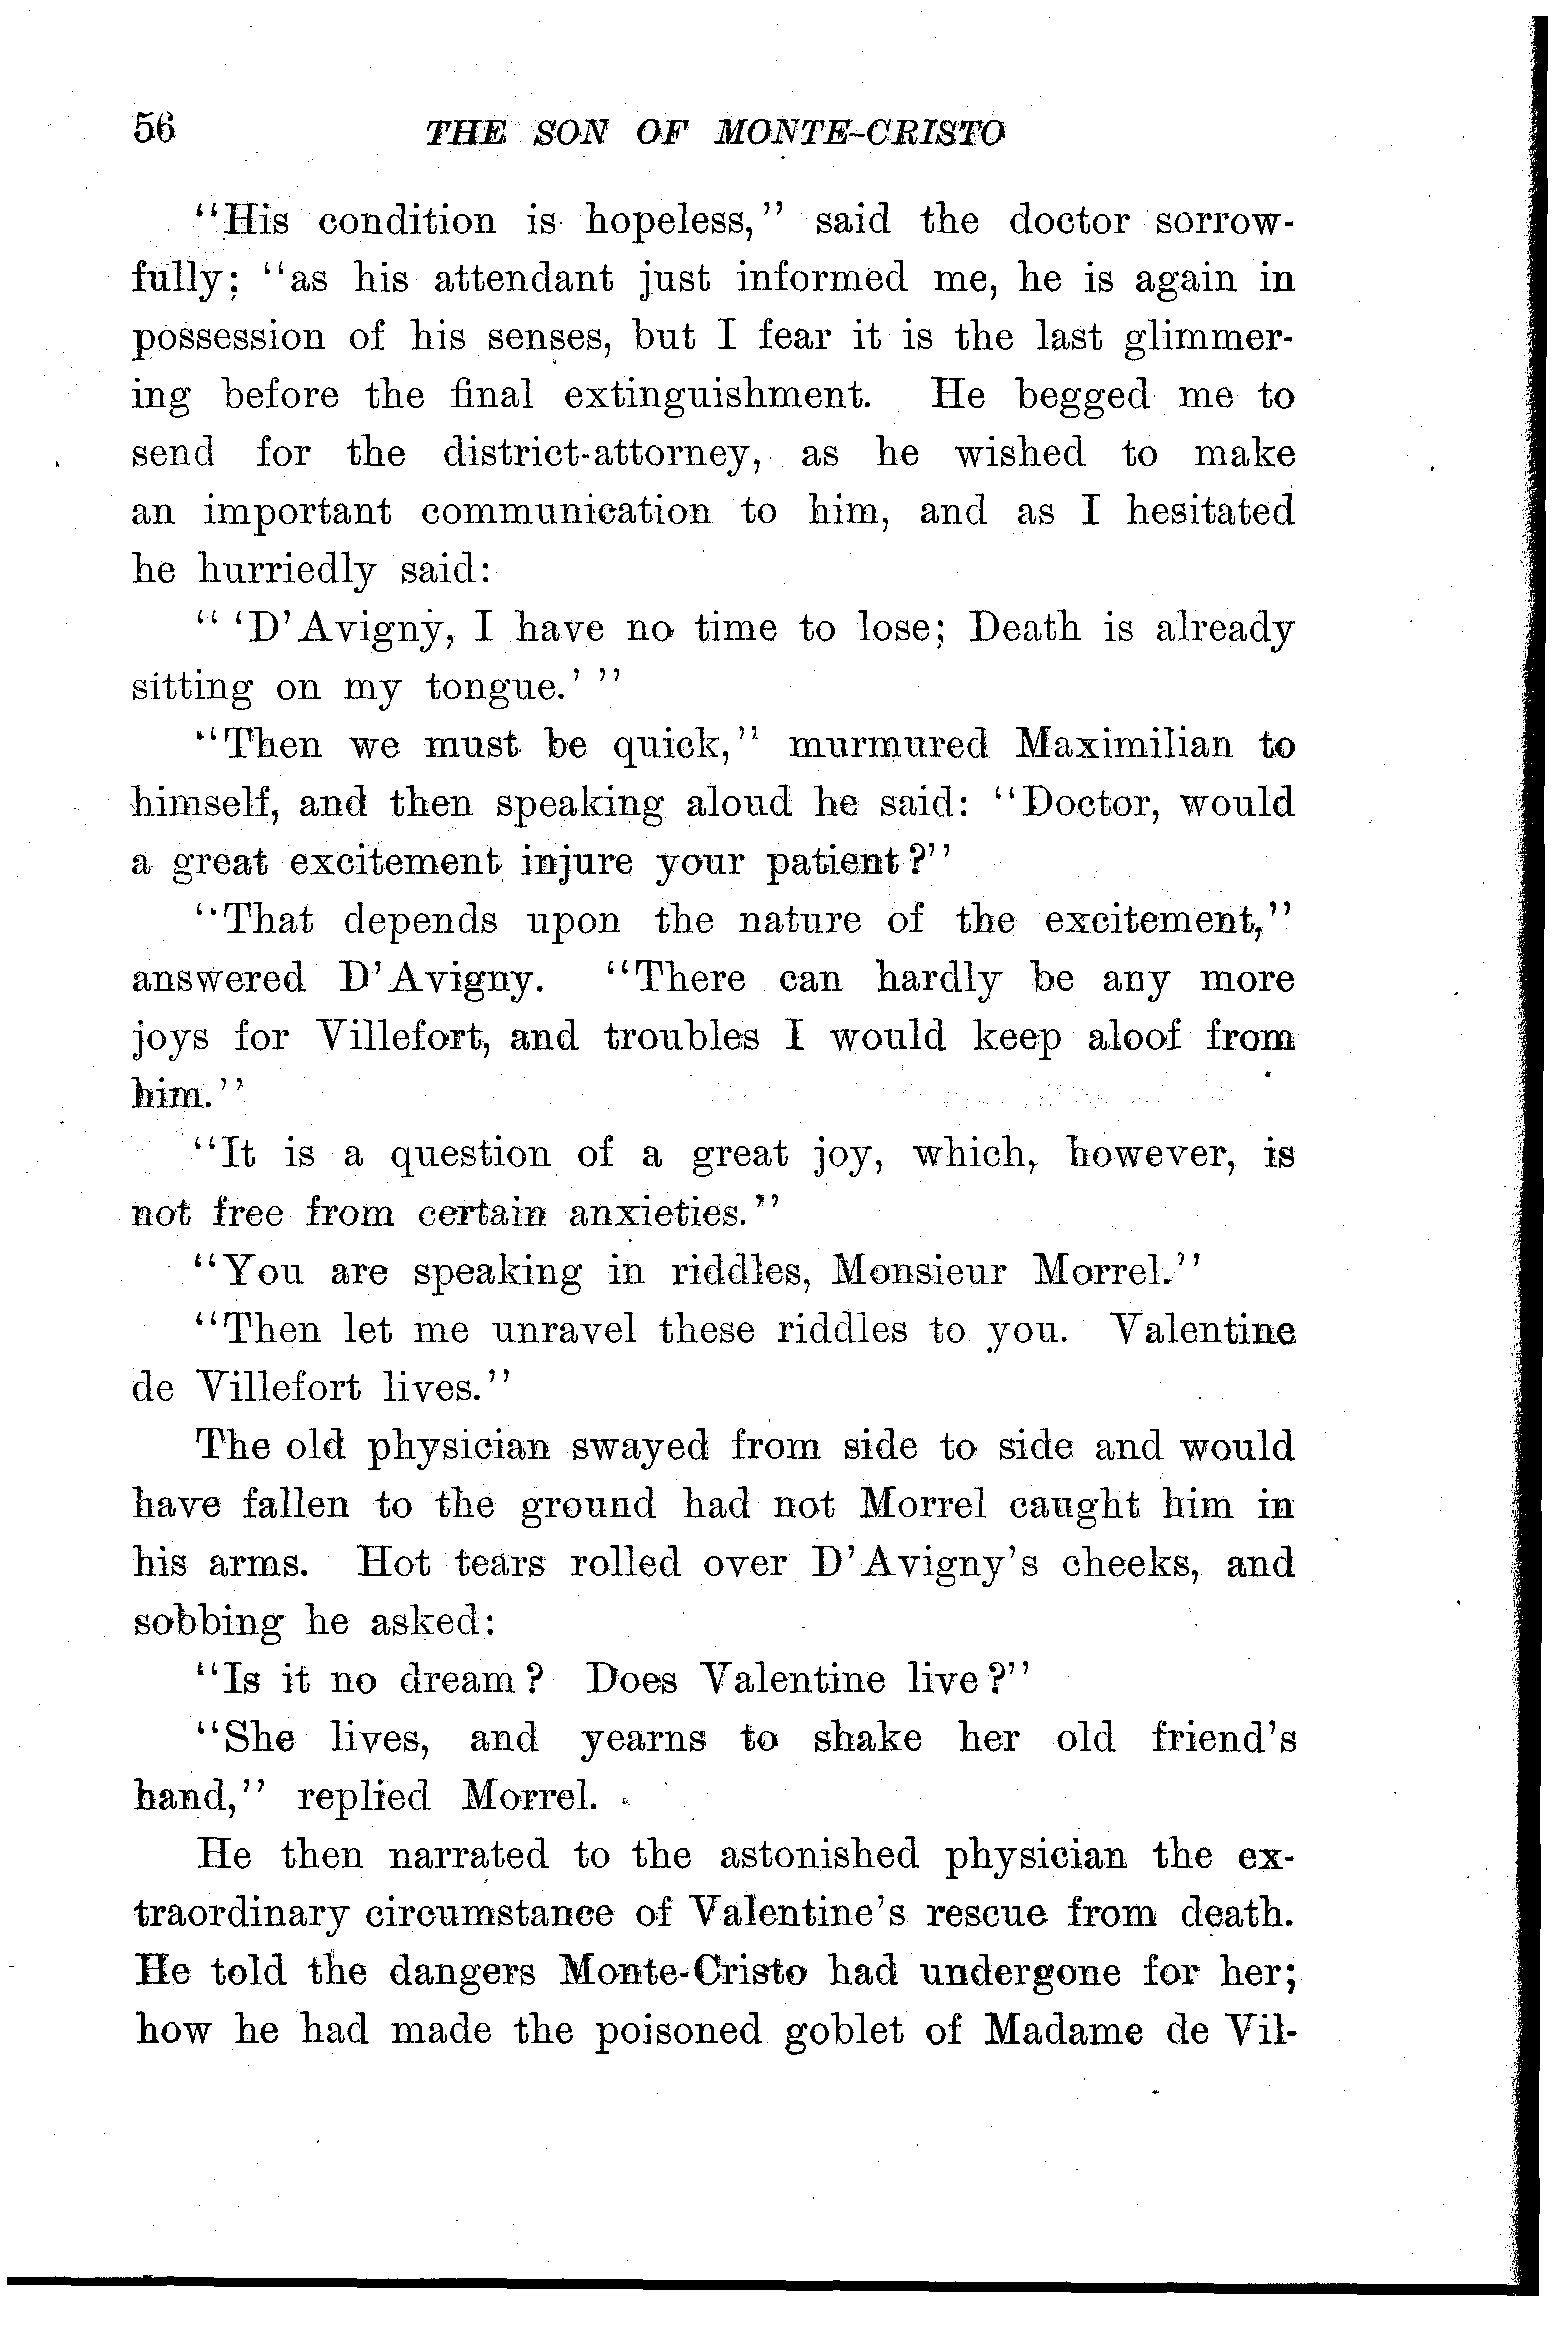 56 THE SON OF MONTE-CRISTO
"His condition is hopeless," said the doctor sorrow-
fully; "as his attendant just informed me, he is again in
possession of his senses, but I fear it is the last glimmer-
ing before the final extinguishment. He begged me to
send for the district-attorney, as he wished to make
an important communication to him, and as I hesitated
he hurriedly said:
" 'D'Avigny, I have no time to lose; Death is already
sitting on my tongue.' "
"Then we must be quick," murmured Maximilian to
himself, and then speaking aloud he said: "Doctor, would
a great excitement injure your patient?"
"That depends upon the nature of the excitement,"
answered D'Avigny. "There can hardly be any more
joys for Villefort, and troubles I would keep aloof from
him."
"It is a question of a great joy, which, however, is
not free from certain anxieties."
"You are speaking in riddles, Monsieur Morrel."
"Then let me unravel these riddles to you. Valentine
de Villefort lives."
The old physician swayed from side to side and would
have fallen to the ground had not Morrel caught him in
his arms. Hot tears rolled over D'Avigny's cheeks, and
sobbing he asked:
"Is it no dream? Does Valentine live?"
"She lives, and yearns to shake her old friend's
hand," replied Morrel.
He then narrated to the astonished physician the ex-
traordinary circumstance of Valentine's rescue from death.
He told the dangers Monte-Cristo had undergone for her;
how he had made the poisoned goblet of Madame de Vil-